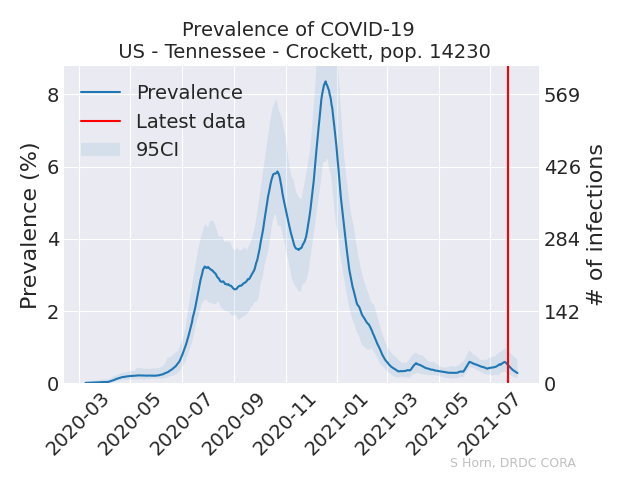 Prevalence of COVID-19
US - Tennessee - Crockett, pop. 14230
Prevalence
Latest data
95CI
Prevalence (%)
8
6
4
2
0
569
426
284
142
0
# of infections
2020-03
2020-05
2020-07
2020-09
2020-11
2021-01
2021-03
2021-05
2021-07
S Horn, DRDC CORA